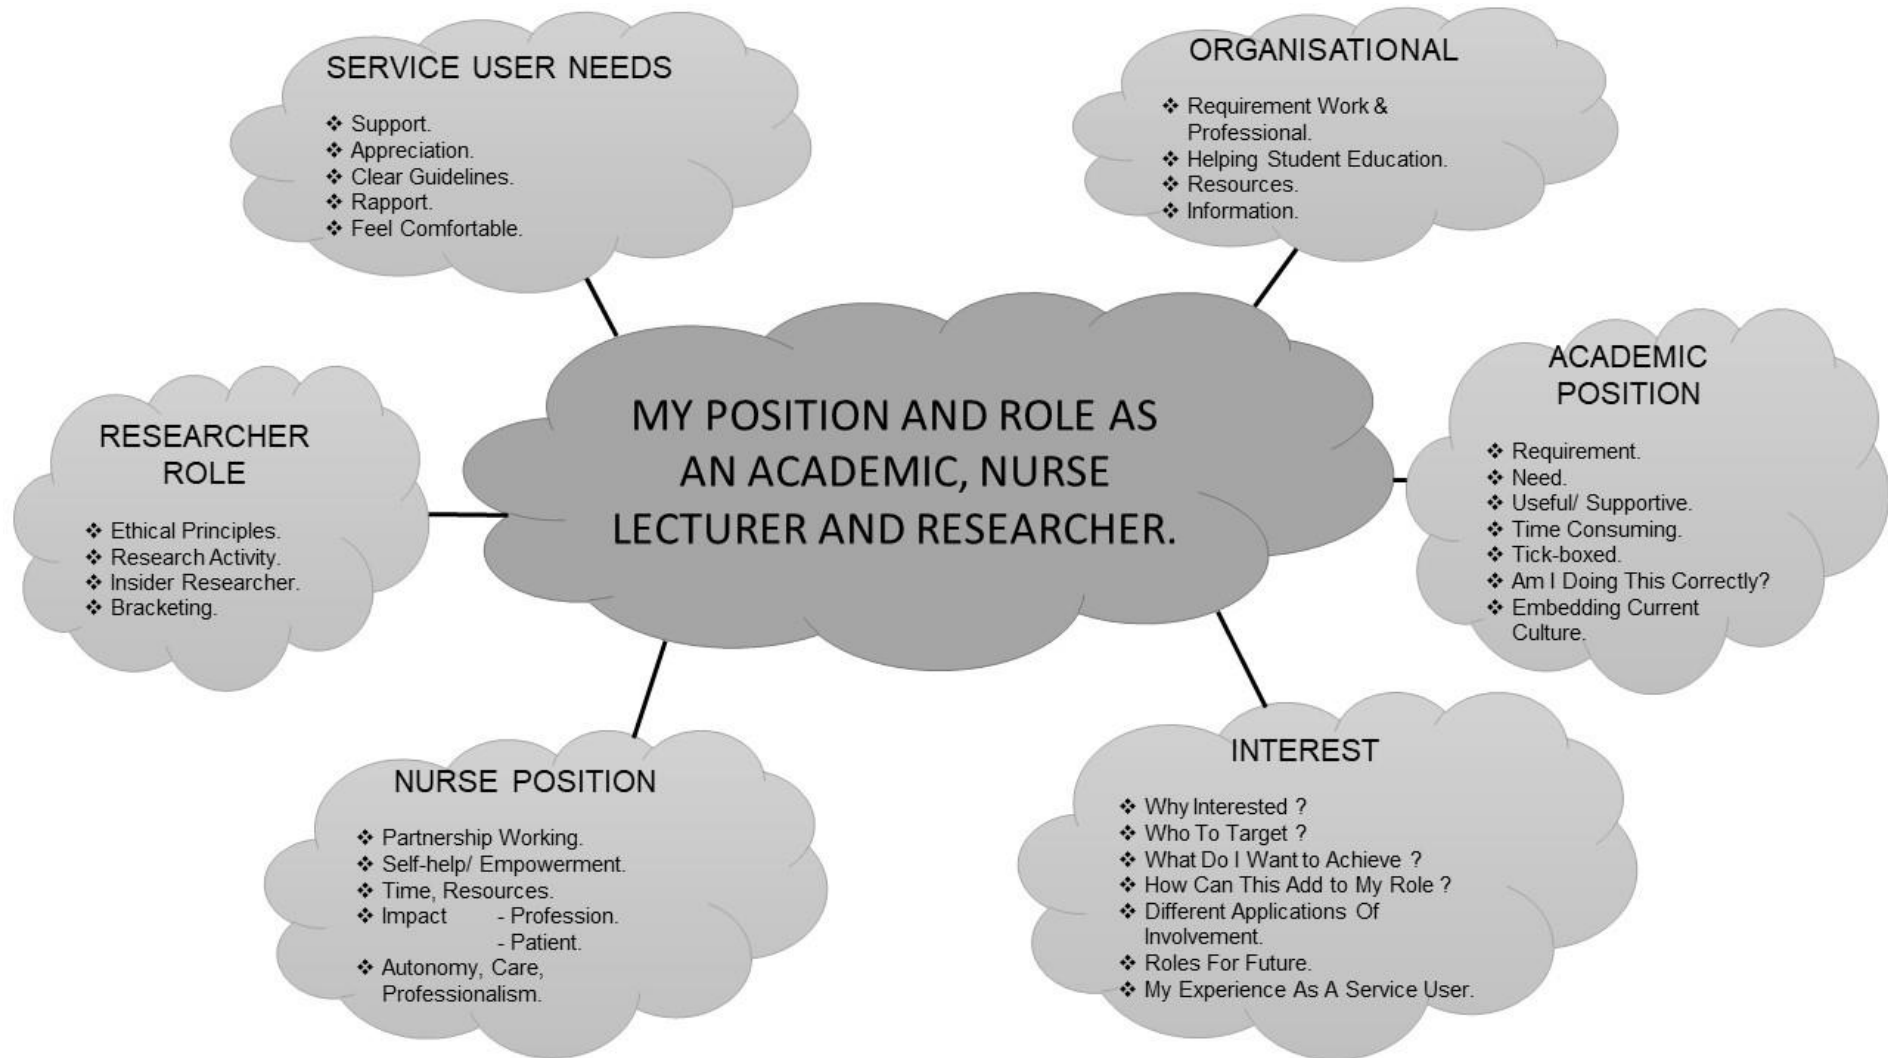 SERVICE USER NEEDS
❖ Support.
❖ Appreciation.
❖ Clear Guidelines.
❖ Rapport.
❖ Feel Comfortable.
ORGANISATIONAL
❖ Requirement Work &
Professional.
❖ Helping Student Education.
❖ Resources.
❖ Information.
RESEARCHER
ROLE
❖ Ethical Principles.
❖ Research Activity.
❖ Insider Researcher.
❖ Bracketing.
MY POSITION AND ROLE AS
AN ACADEMIC, NURSE
LECTURER AND RESEARCHER.
ACADEMIC
POSITION
❖ Requirement.
❖ Need.
❖ Useful/ Supportive.
❖ Time Consuming.
❖ Tick-boxed.
❖ Am I Doing This Correctly?
❖ Embedding Current
Culture.
NURSE POSITION
❖ Partnership Working.
❖ Self-help/ Empowerment.
❖ Time, Resources.
❖ Impact - Profession.
- Patient.
❖ Autonomy, Care,
Professionalism.
INTEREST
❖ Why Interested ?
❖ Who To Target ?
❖ What Do I Want to Achieve ?
❖ How Can This Add to My Role ?
❖ Different Applications Of
Involvement.
❖ Roles For Future.
❖ My Experience As A Service User.